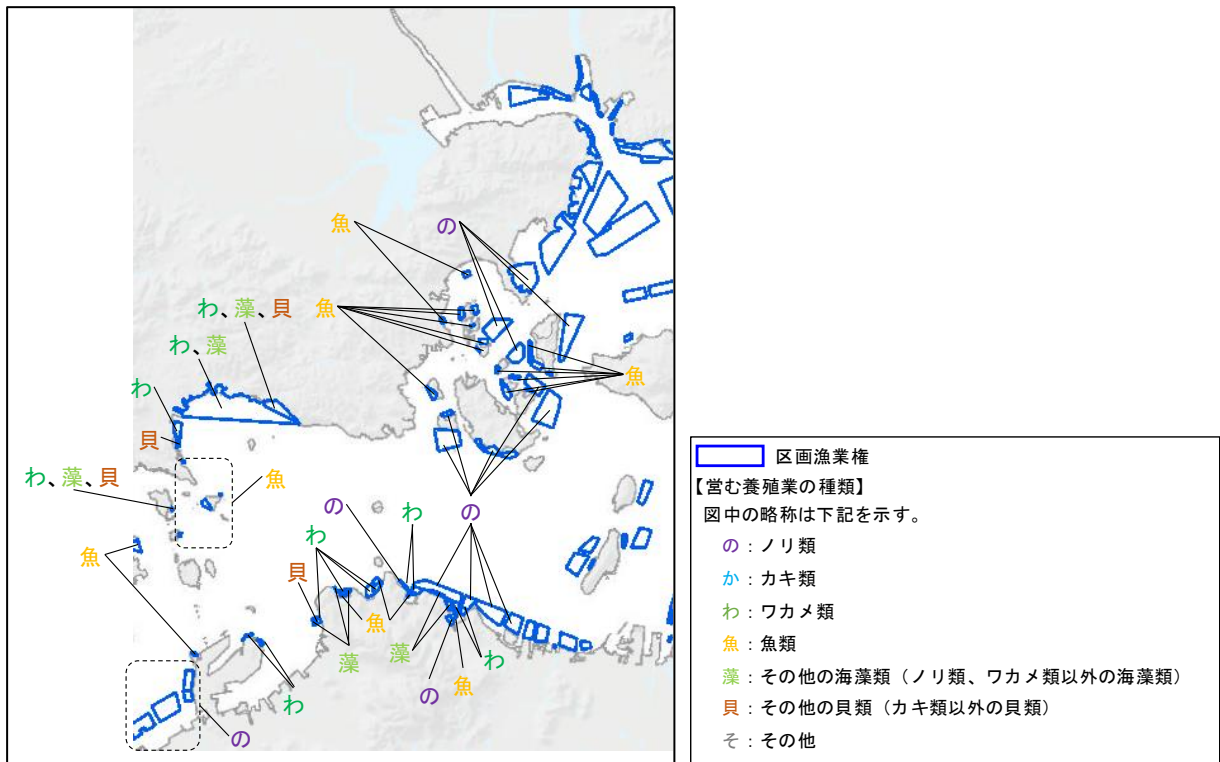 魚
の
わ、藻、貝
魚
わ、藻
わ
魚
貝
わ、藻、貝
魚
の
わ
の
わ
魚
貝
魚
藻
藻
わ
の
魚
わ
の
区画漁業権
【営む養殖業の種類】
図中の略称は下記を示す。
の：ノリ類
か：カキ類
わ：ワカメ類
魚：魚類
藻：その他の海藻類（ノリ類、ワカメ類以外の海藻類）
貝：その他の貝類（カキ類以外の貝類）
そ：その他